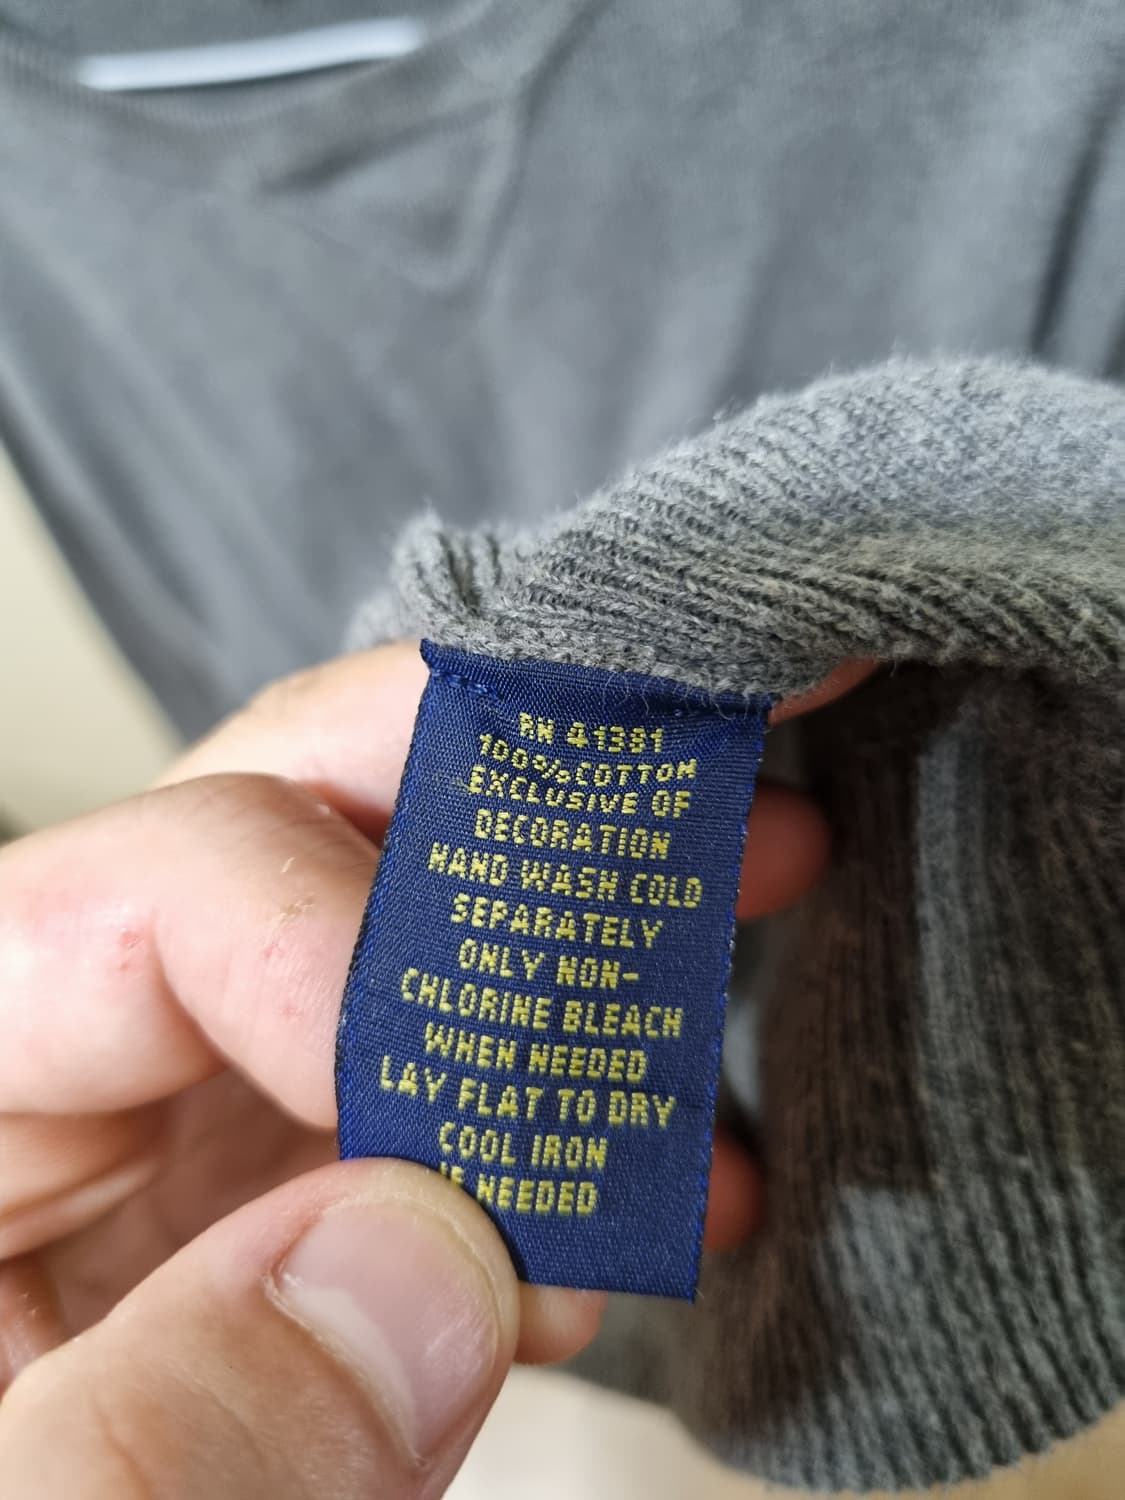 RN 41381
100%COTTON
EXCLUSIVE OF
DECORATION
HAND WASH COLD
SEPARATELY
ONLY NON-
CHLORINE BLEACH
WHEN NEEDED
LAY FLAT TO DRY
COOL IRON
IF NEEDED